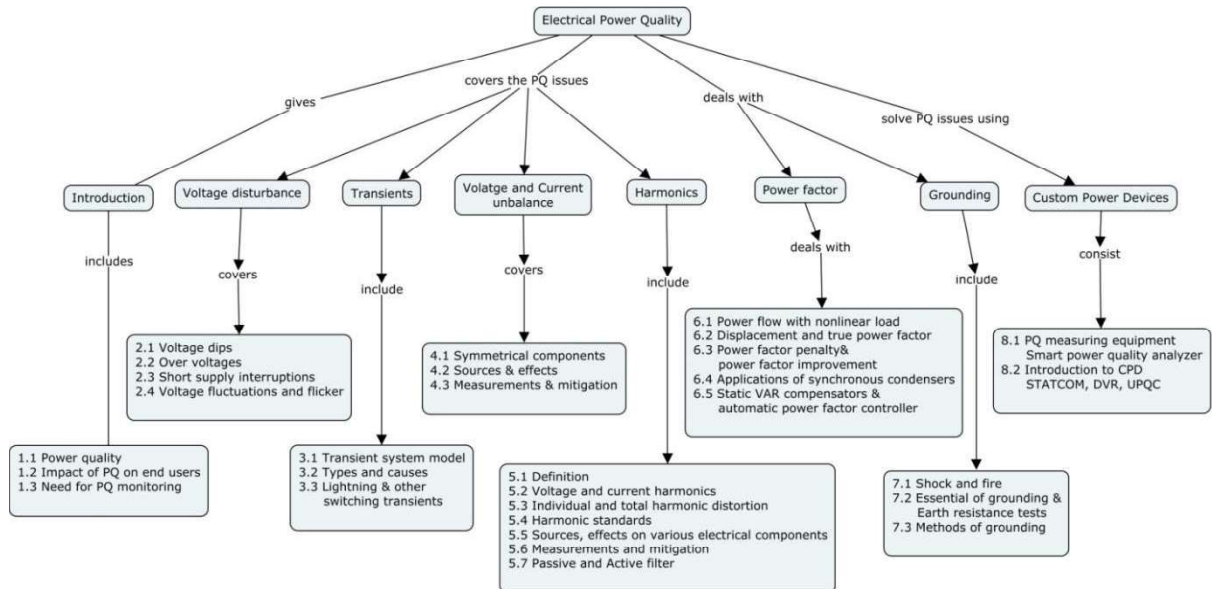 Electrical Power Quality
covers the PQ issues
gives
deals with
solve PQ issues using
Introduction
Voltage disturbance
Transients
Volatge and Current
unbalance
Harmonics
Power factor
Grounding
Custom Power Devices
includes
covers
include
covers
include
deals with
include
consist
1.1 Power quality
1.2 Impact of PQ on end users
1.3 Need for PQ monitoring
2.1 Voltage dips
2.2 Over voltages
2.3 Short supply interruptions
2.4 Voltage fluctuations and flicker
3.1 Transient system model
3.2 Types and causes
3.3 Lightning & other
switching transients
4.1 Symmetrical components
4.2 Sources & effects
4.3 Measurements & mitigation
5.1 Definition
5.2 Voltage and current harmonics
5.3 Individual and total harmonic distortion
5.4 Harmonic standards
5.5 Sources, effects on various electrical components
5.6 Measurements and mitigation
5.7 Passive and Active filter
6.1 Power flow with nonlinear load
6.2 Displacement and true power factor
6.3 Power factor penalty&
power factor improvement
6.4 Applications of synchronous condensers
6.5 Static VAR compensators &
automatic power factor controller
7.1 Shock and fire
7.2 Essential of grounding &
Earth resistance tests
7.3 Methods of grounding
8.1 PQ measuring equipment
Smart power quality analyzer
8.2 Introduction to CPD
STATCOM, DVR, UPQC